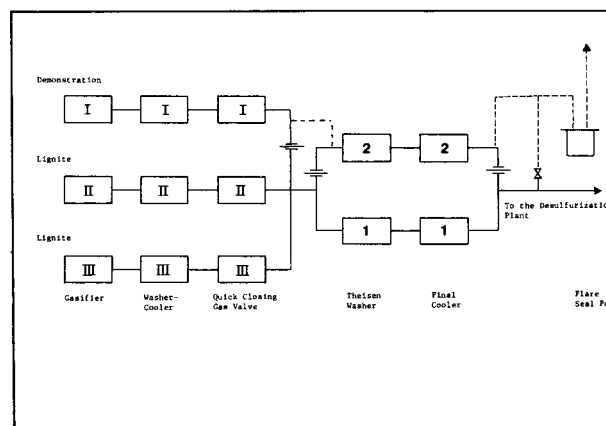 Demonstration
I I I
2 2
Lignite
II II II
To the Desulfurizatio
Plant
Lignite
1 1
III III III
Gasifier
Washer-
Cooler
Quick Closing
Gas Valve
Theisen
Washer
Final
Cooler
Flare
Seal Po